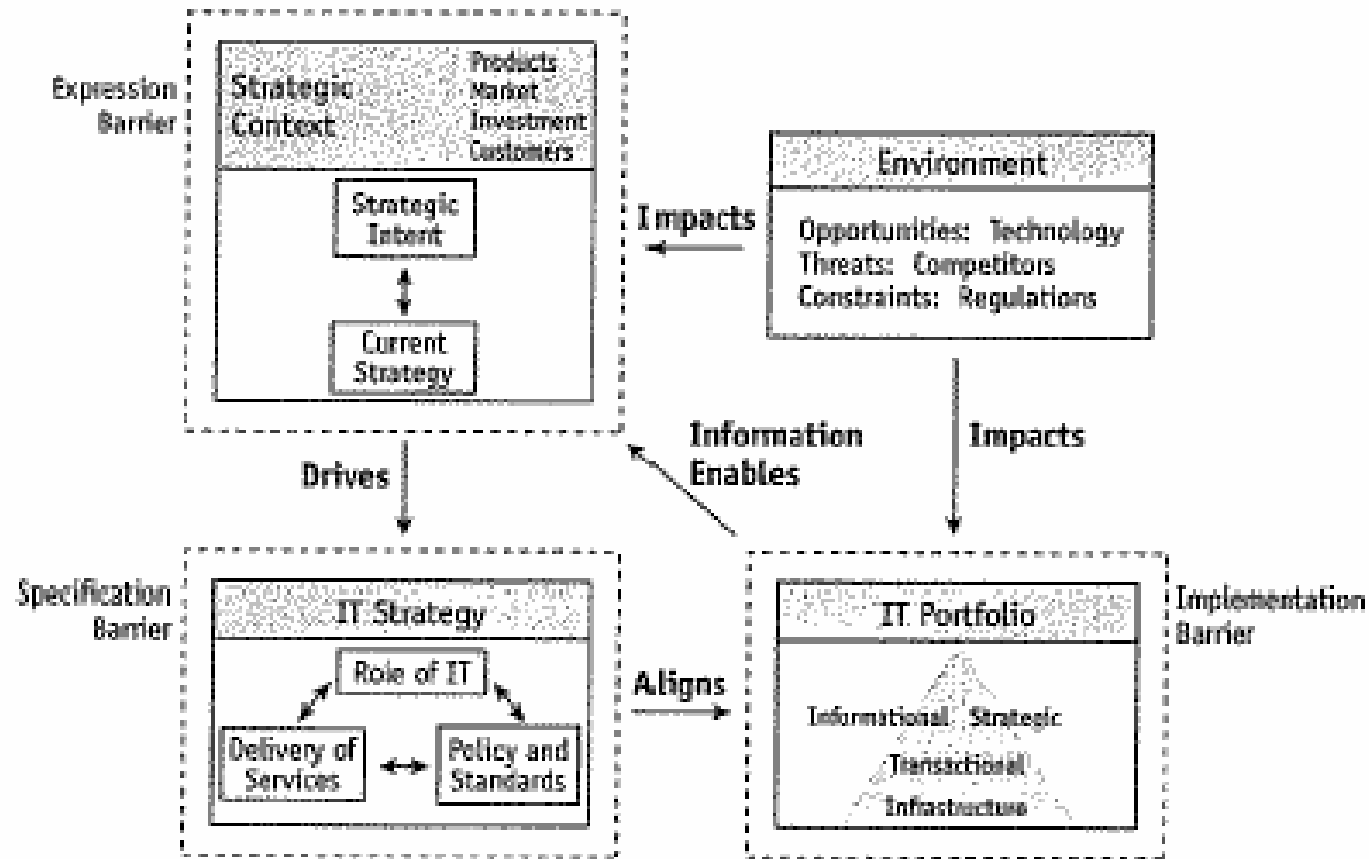 Expression
Barrier
Strategic
Context
Products
Market
Investment
Customers
Strategic
Intent
Current
Strategy
Impacts
Environment
Opportunities: Technology
Threats: Competitors
Constraints: Regulations
Drives
Information
Enables
Impacts
Specification
Barrier
IT Strategy
Role of IT
Delivery of
Services
Policy and
Standards
Aligns
IT Portfolio
Informational Strategic
Transactional
Infrastructure
Implementation
Barrier